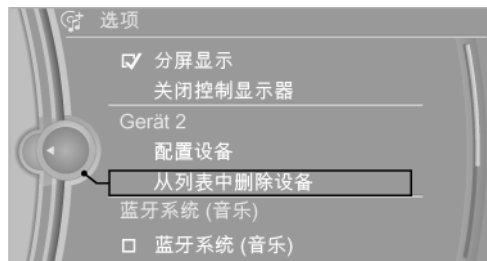 选项
分屏显示
关闭控制显示器
Gerät 2
配置设备
从列表中删除设备
蓝牙系统 (音乐)
蓝牙系统 (音乐)